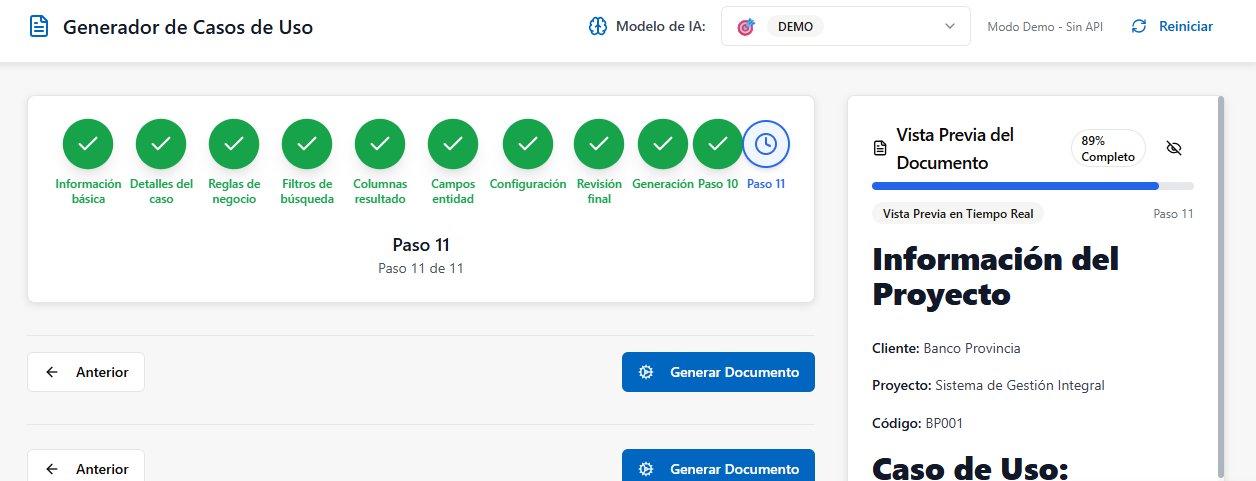 Generador de Casos de Uso
Modelo de IA:
DEMO
Modo Demo - Sin API
Reiniciar
Información básica
Detalles del caso
Reglas de negocio
Filtros de búsqueda
Columnas resultado
Campos entidad
Configuración
Revisión final
Generación
Paso 10
Paso 11
Paso 11
Paso 11 de 11
Anterior
Generar Documento
Anterior
Generar Documento
Vista Previa del
Documento
89%
Completo
Vista Previa en Tiempo Real
Paso 11
Información del
Proyecto
Cliente: Banco Provincia
Proyecto: Sistema de Gestión Integral
Código: BP001
Caso de Uso: